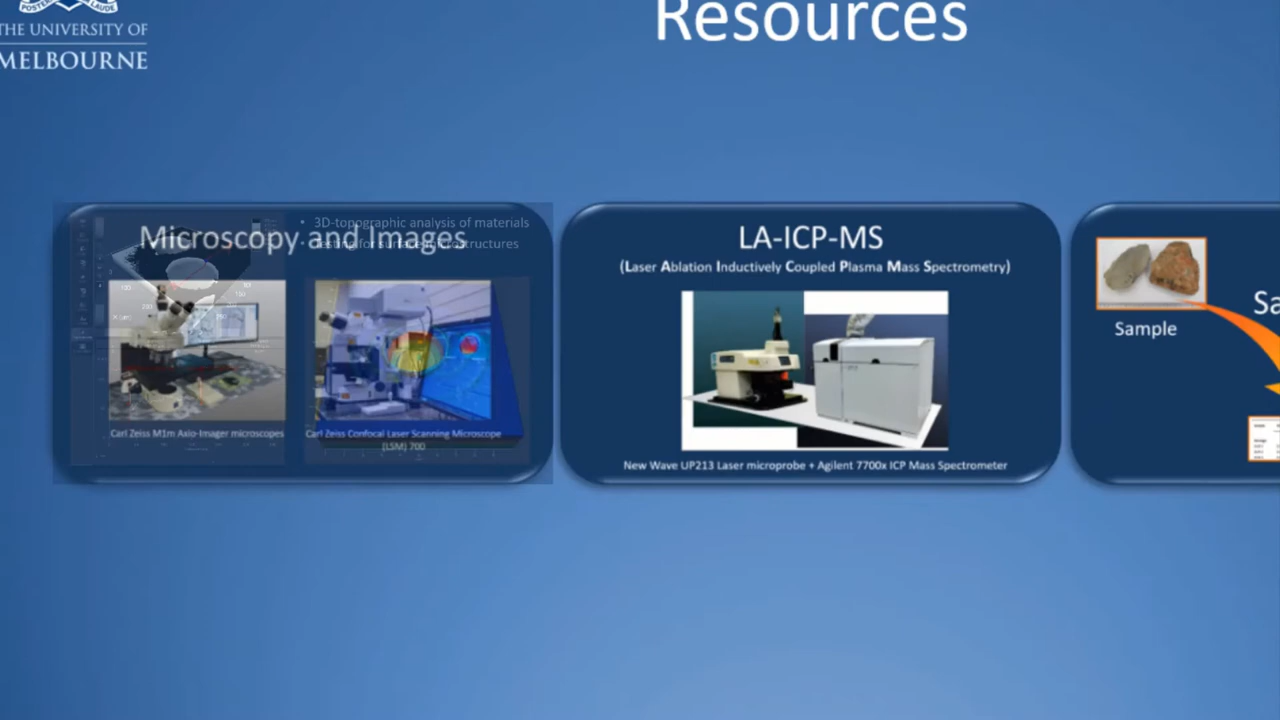 THE UNIVERSITY OF
MELBOURNE
Resources
Microscopy and Images
• 3D-topographic analysis of materials
Carl Zeiss M1m Axio-Imager microscopes
Carl Zeiss Confocal Laser Scanning Microscope
(LSM) 700
LA-ICP-MS
(Laser Ablation Inductively Coupled Plasma Mass Spectrometry)
New Wave UP213 Laser microprobe + Agilent 7700x ICP Mass Spectrometer
Sample
Sa